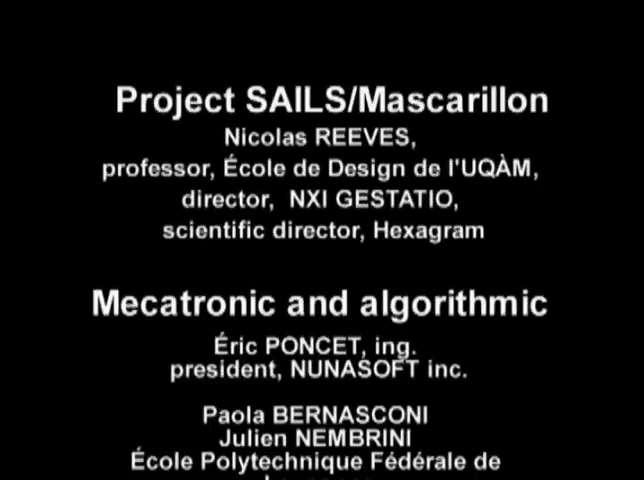 Project SAILS/Mascarillon
Nicolas REEVES,
professor, École de Design de l'UQÀM,
director, NXI GESTATIO,
scientific director, Hexagram
Mecatronic and algorithmic
Éric PONCET, ing.
president, NUNASOFT inc.
Paola BERNASCONI
Julien NEMBRINI
École Polytechnique Fédérale de